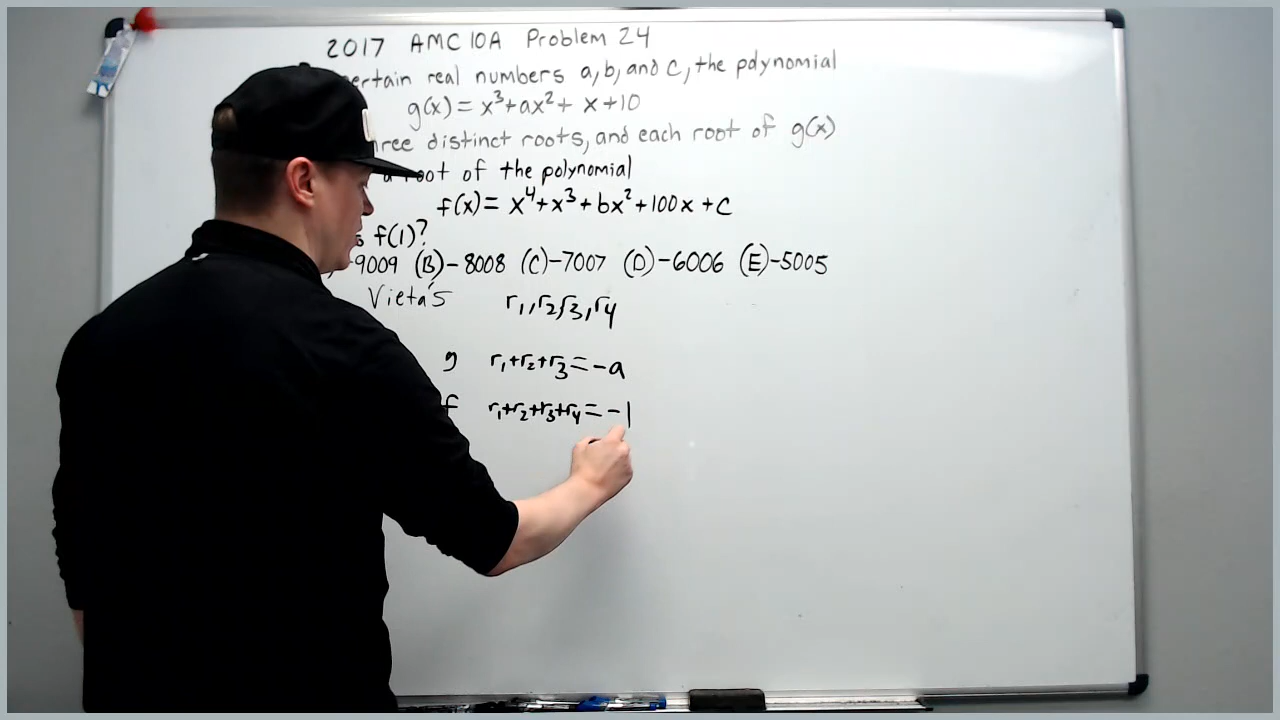 2017 AMC 10A Problem 24
ertain real numbers a, b, and c, the polynomial
g(x) = x³+ax²+ x +10
ree distinct roots, and each root of g(x)
a root of the polynomial
f(x) = x⁴+x³+bx²+100x+c
s f(1)?
-9009 (B)-8008 (C)-7007 (D)-6006 (E)-5005
Vieta's r₁,r₂,r₃,r₄
g r₁+r₂+r₃=-a
f r₁+r₂+r₃+r₄=-1